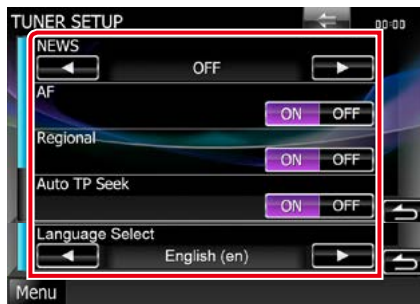 TUNER SETUP
00:00
NEWS
OFF
AF
ON OFF
Regional
ON OFF
Auto TP Seek
ON OFF
Language Select
English (en)
Menu